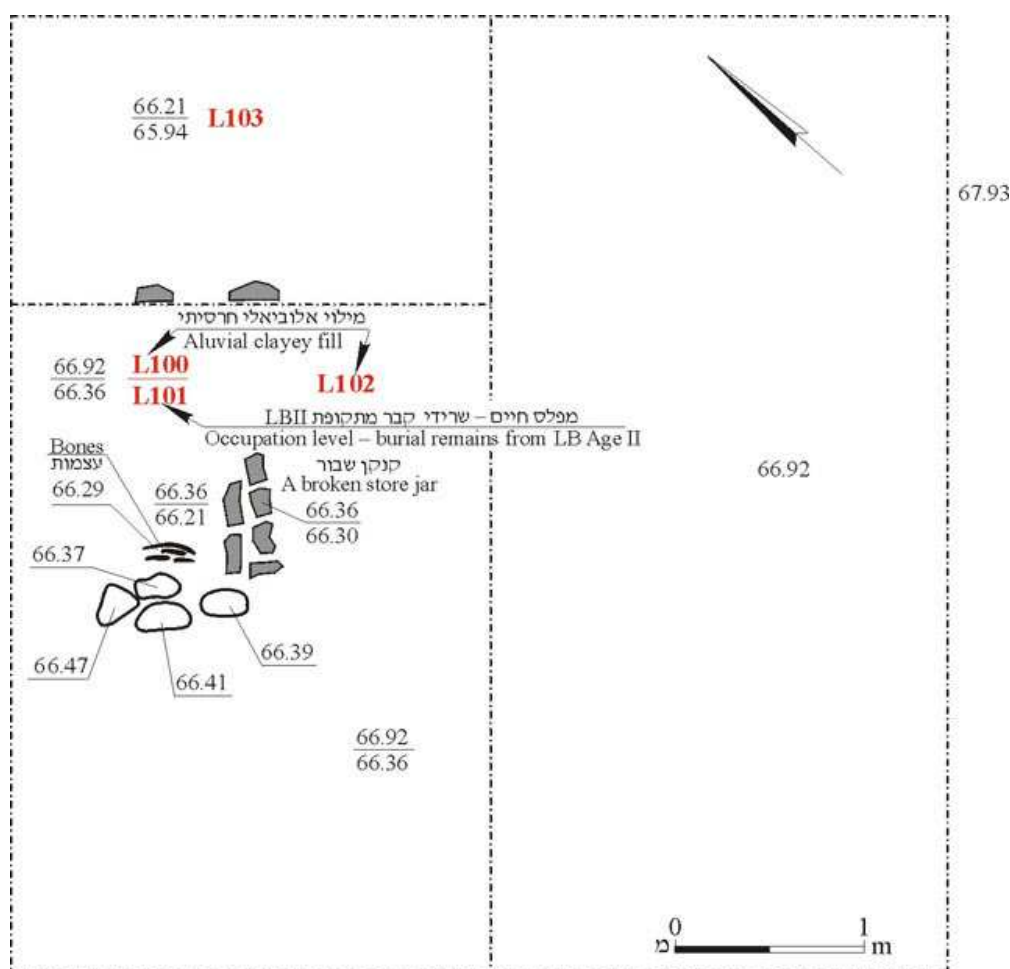 66.21
65.94
L103
67.93
מילוי אלוביאלי חרסיתי
Aluvial clayey fill
66.92
66.36
L100
L101
L102
מפלס חיים – שרידי קבר מתקופת LBII
Occupation level – burial remains from LB Age II
Bones
עצמות
66.29
קנקן שבור
A broken store jar
66.36
66.21
66.36
66.30
66.92
66.37
66.47
66.41
66.39
66.92
66.36
0 1
מ m